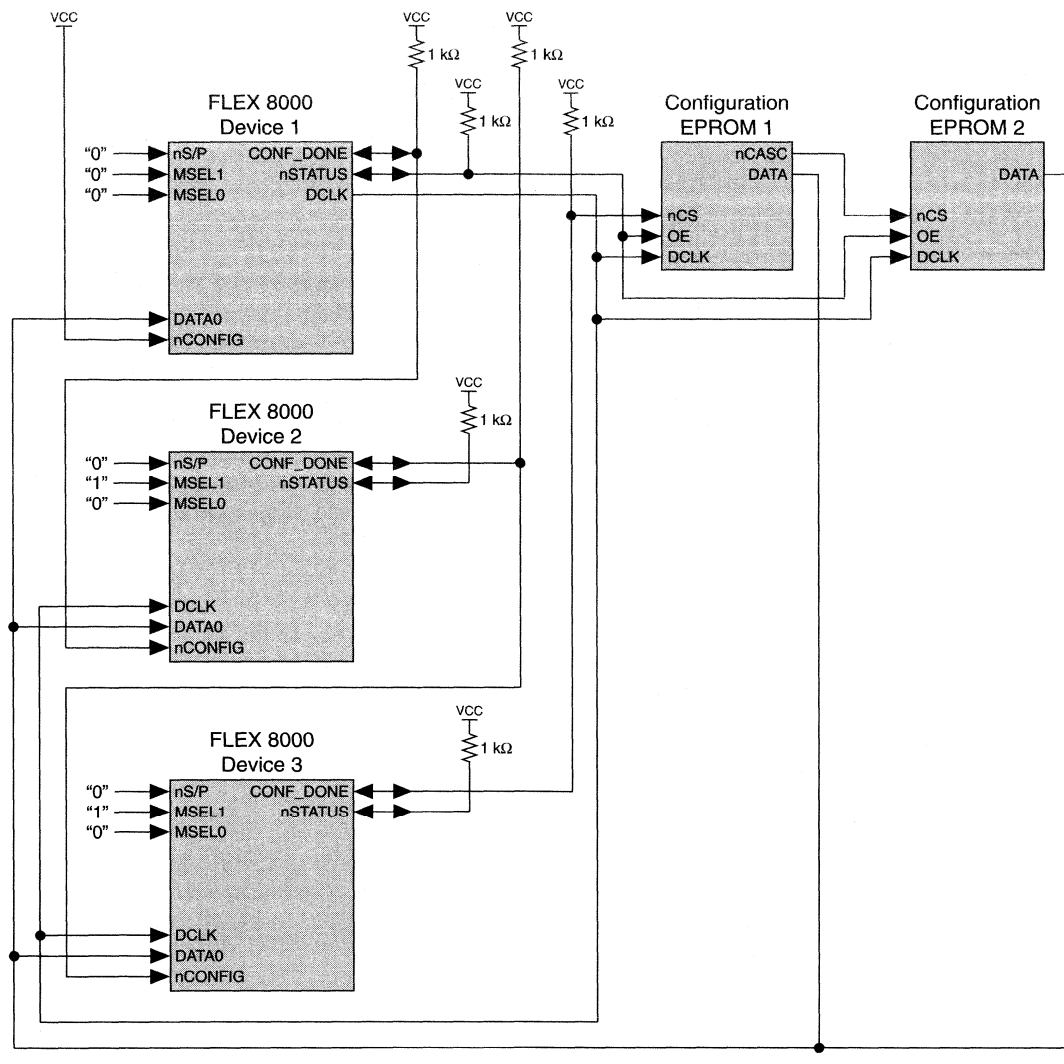 VCC
VCC
1 kΩ
VCC
1 kΩ
VCC
1 kΩ
VCC
1 kΩ
FLEX 8000
Device 1
"0"
nS/P
CONF_DONE
"0"
MSEL1
nSTATUS
"0"
MSEL0
DCLK
DATA0
nCONFIG
Configuration
EPROM 1
nCASC
DATA
nCS
OE
DCLK
Configuration
EPROM 2
DATA
nCS
OE
DCLK
VCC
1 kΩ
FLEX 8000
Device 2
"0"
nS/P
CONF_DONE
"1"
MSEL1
nSTATUS
"0"
MSEL0
DCLK
DATA0
nCONFIG
VCC
1 kΩ
FLEX 8000
Device 3
"0"
nS/P
CONF_DONE
"1"
MSEL1
nSTATUS
"0"
MSEL0
DCLK
DATA0
nCONFIG